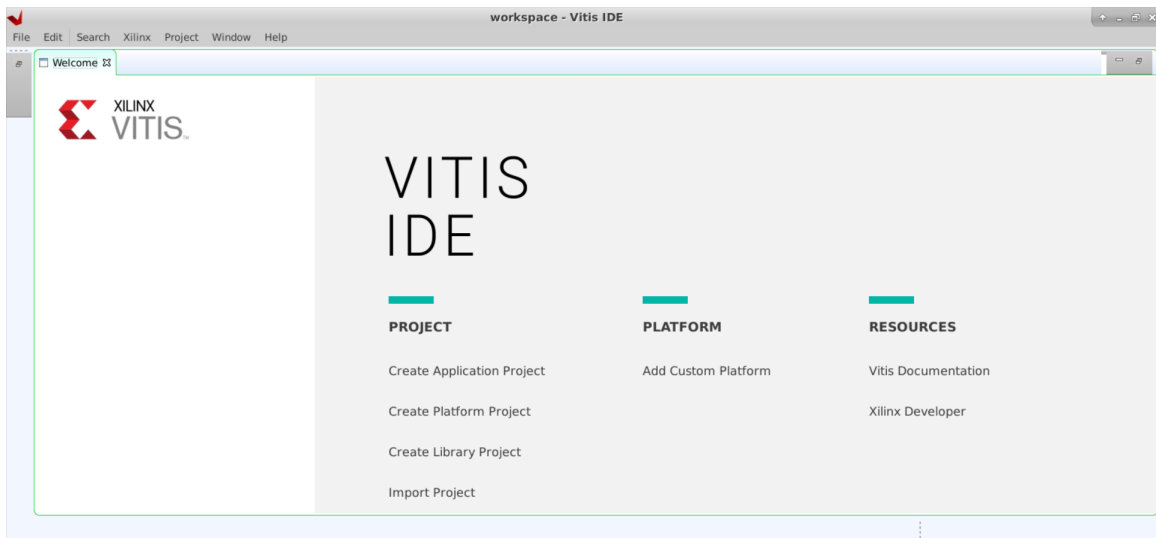 workspace - Vitis IDE
File Edit Search Xilinx Project Window Help
Welcome
XILINX
VITIS
VITIS
IDE
PROJECT
Create Application Project
Create Platform Project
Create Library Project
Import Project
PLATFORM
Add Custom Platform
RESOURCES
Vitis Documentation
Xilinx Developer